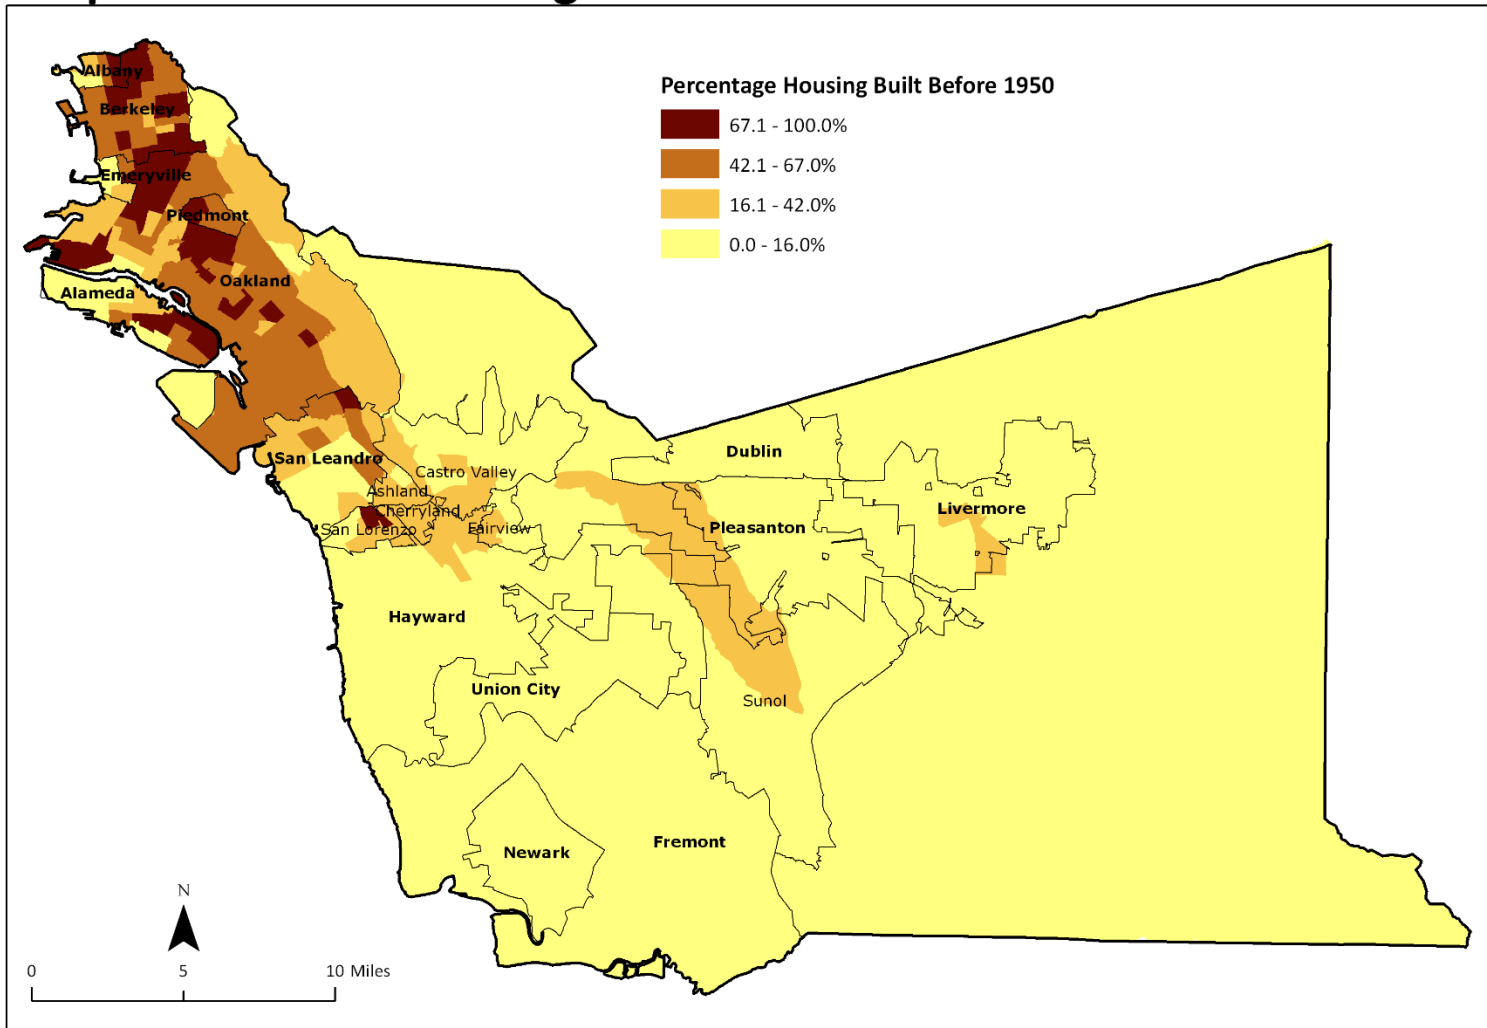 Percentage Housing Built Before 1950
67.1 - 100.0%
42.1 - 67.0%
16.1 - 42.0%
0.0 - 16.0%
Albany
Berkeley
Emeryville
Piedmont
Oakland
Alameda
San Leandro
Castro Valley
Ashland
Cherryland
San Lorenzo
Fairview
Dublin
Livermore
Pleasanton
Hayward
Union City
Sunol
Fremont
Newark
N
0 5 10 Miles